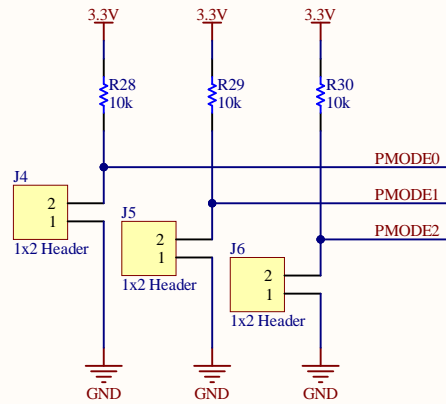 3.3V
3.3V
3.3V
R28
10k
R29
10k
R30
10k
PMODE0
J4
2
1
1x2 Header
PMODE1
J5
2
1
1x2 Header
PMODE2
J6
2
1
1x2 Header
GND
GND
GND